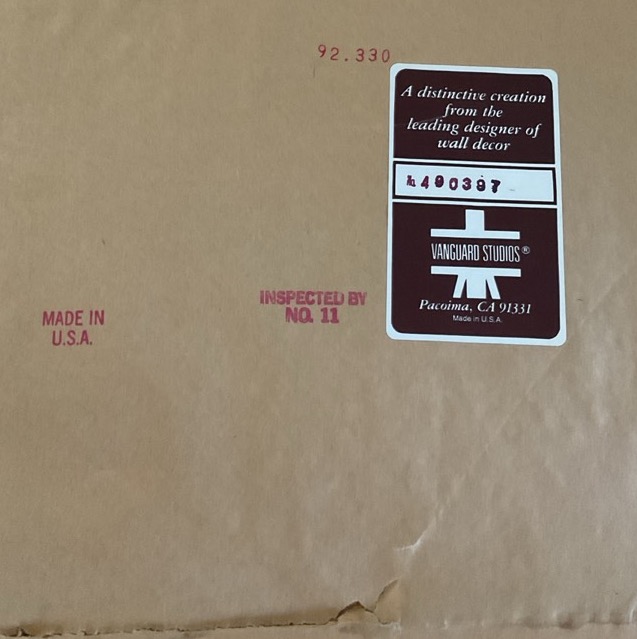 92.330
A distinctive creation
from the
leading designer of
wall decor
490397
VANGUARD STUDIOS®
Pacoima, CA 91331
Made in U.S.A.
INSPECTED BY
NO. 11
MADE IN
U.S.A.